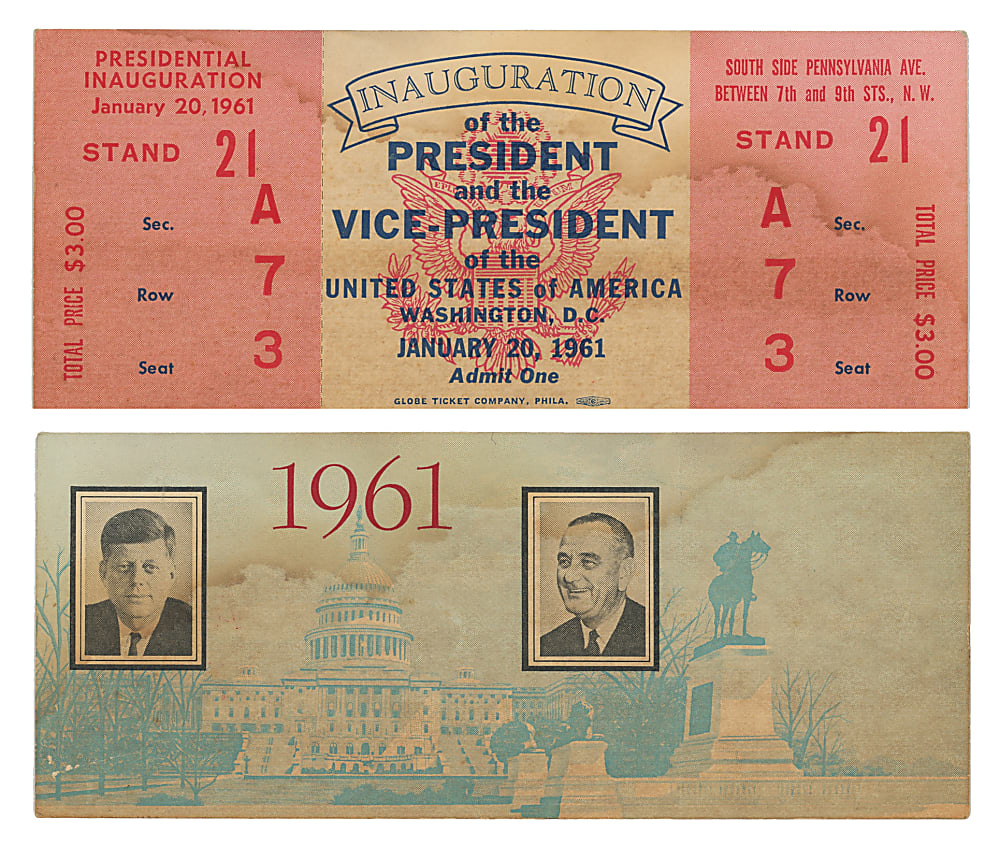 PRESIDENTIAL
INAUGURATION
January 20, 1961
STAND 21
Sec. A
Row 7
Seat 3
TOTAL PRICE $3.00
INAUGURATION
of the
PRESIDENT
and the
VICE-PRESIDENT
of the
UNITED STATES of AMERICA
WASHINGTON, D.C.
JANUARY 20, 1961
Admit One
GLOBE TICKET COMPANY, PHILA.
SOUTH SIDE PENNSYLVANIA AVE.
BETWEEN 7th and 9th STS., N. W.
STAND 21
A Sec.
7 Row
3 Seat
TOTAL PRICE $3.00
1961